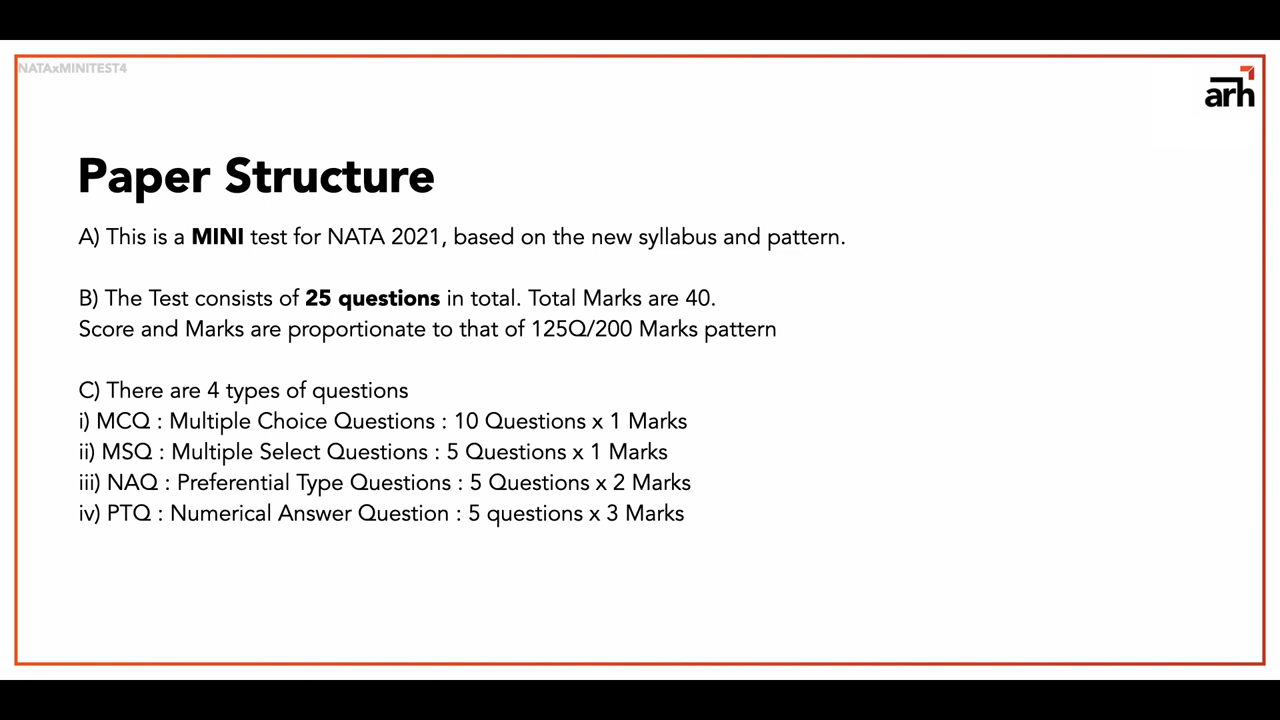 NATAxMINITEST4
arh
Paper Structure
A) This is a MINI test for NATA 2021, based on the new syllabus and pattern.
B) The Test consists of 25 questions in total. Total Marks are 40.
Score and Marks are proportionate to that of 125Q/200 Marks pattern
C) There are 4 types of questions
i) MCQ : Multiple Choice Questions : 10 Questions x 1 Marks
ii) MSQ : Multiple Select Questions : 5 Questions x 1 Marks
iii) NAQ : Preferential Type Questions : 5 Questions x 2 Marks
iv) PTQ : Numerical Answer Question : 5 questions x 3 Marks